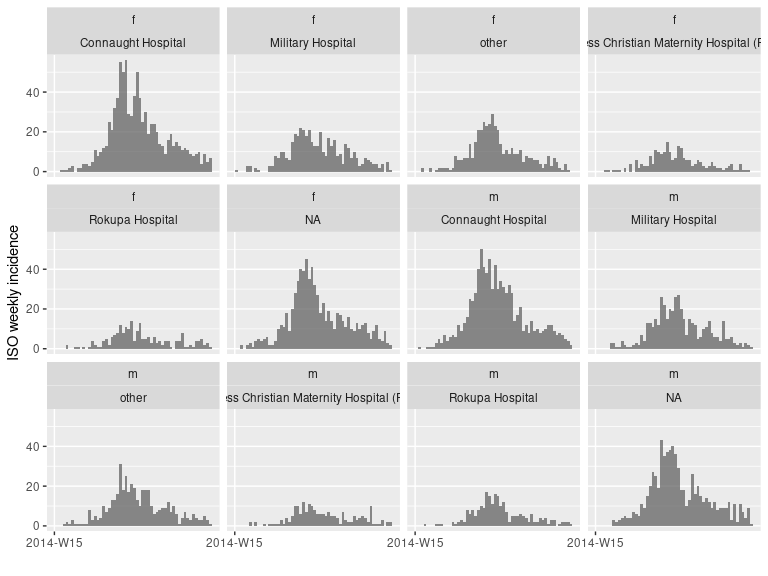 f f f f
Connaught Hospital Military Hospital other ess Christian Maternity Hospital (F
40
20
0
f f m m
Rokupa Hospital NA Connaught Hospital Military Hospital
40
20
0
ISO weekly incidence
m m m m
other ess Christian Maternity Hospital (F Rokupa Hospital NA
40
20
0
2014-W15 2014-W15 2014-W15 2014-W15